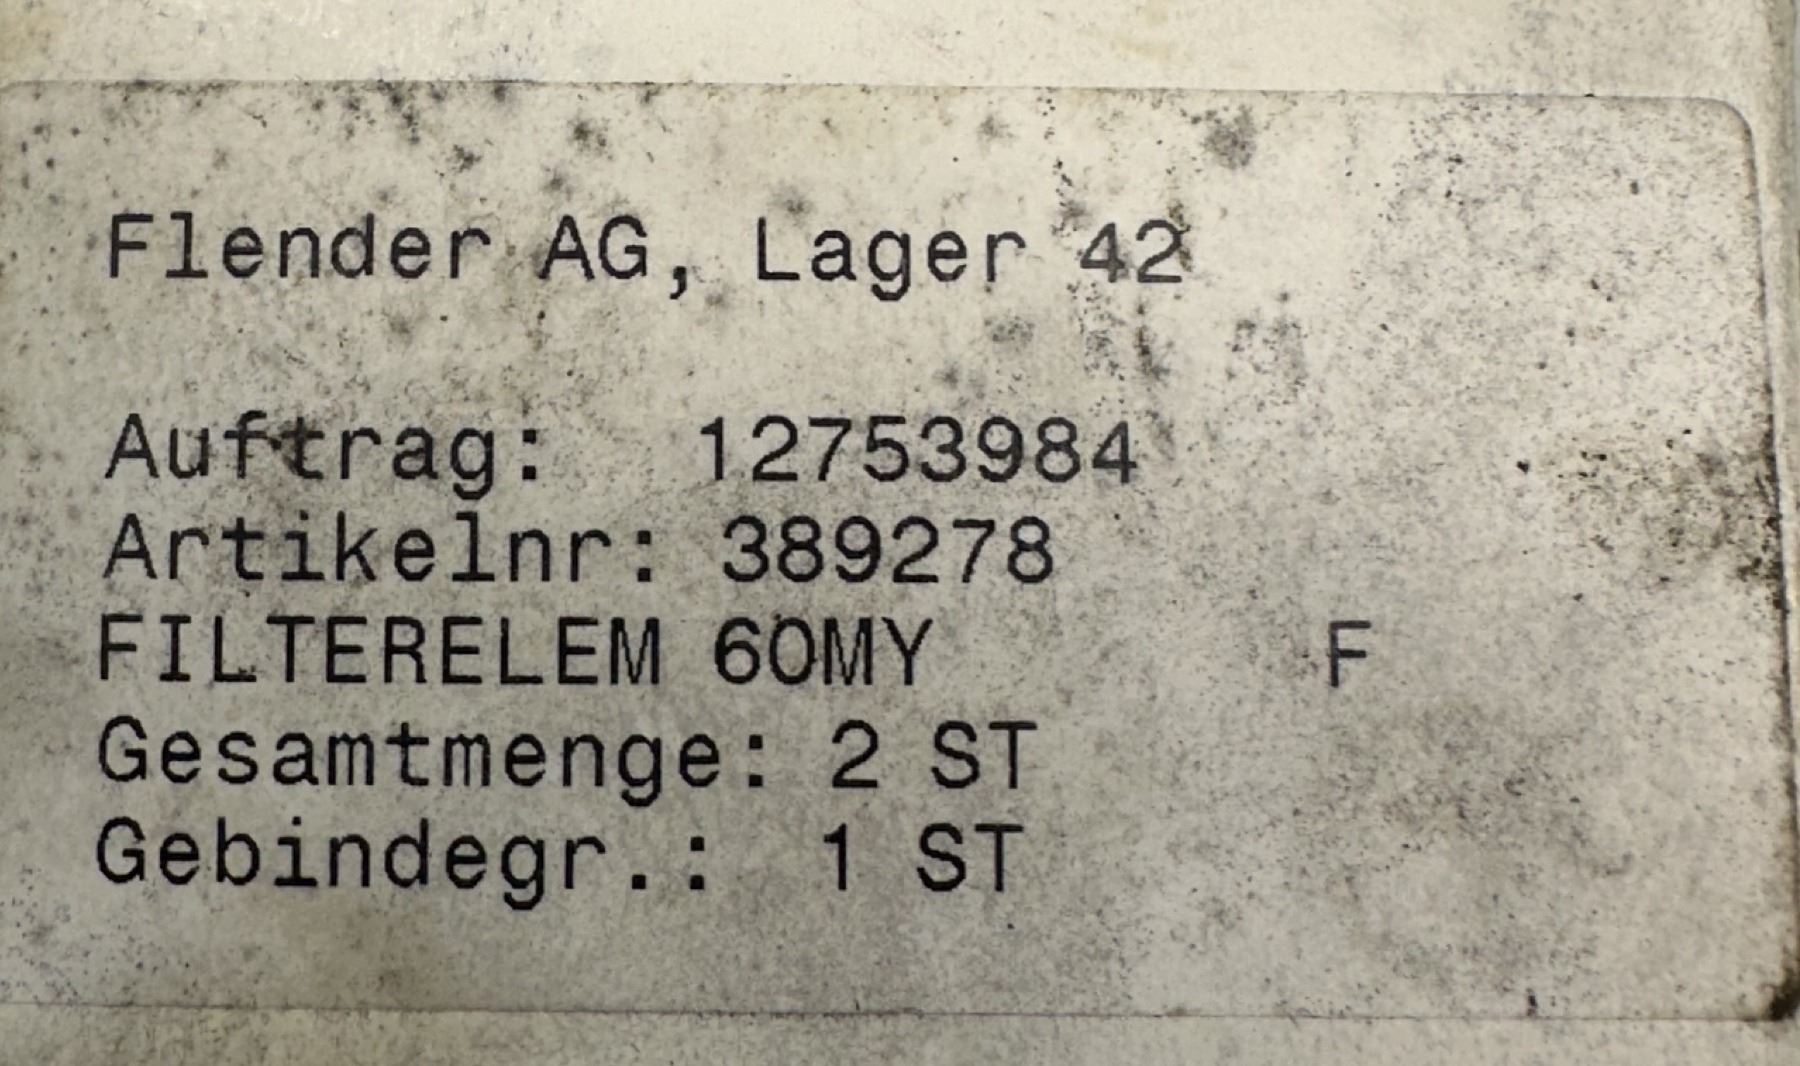 Flender AG, Lager 42
Auftrag: 12753984
Artikelnr: 389278
FILTERELEM 60MY F
Gesamtmenge: 2 ST
Gebindegr.: 1 ST